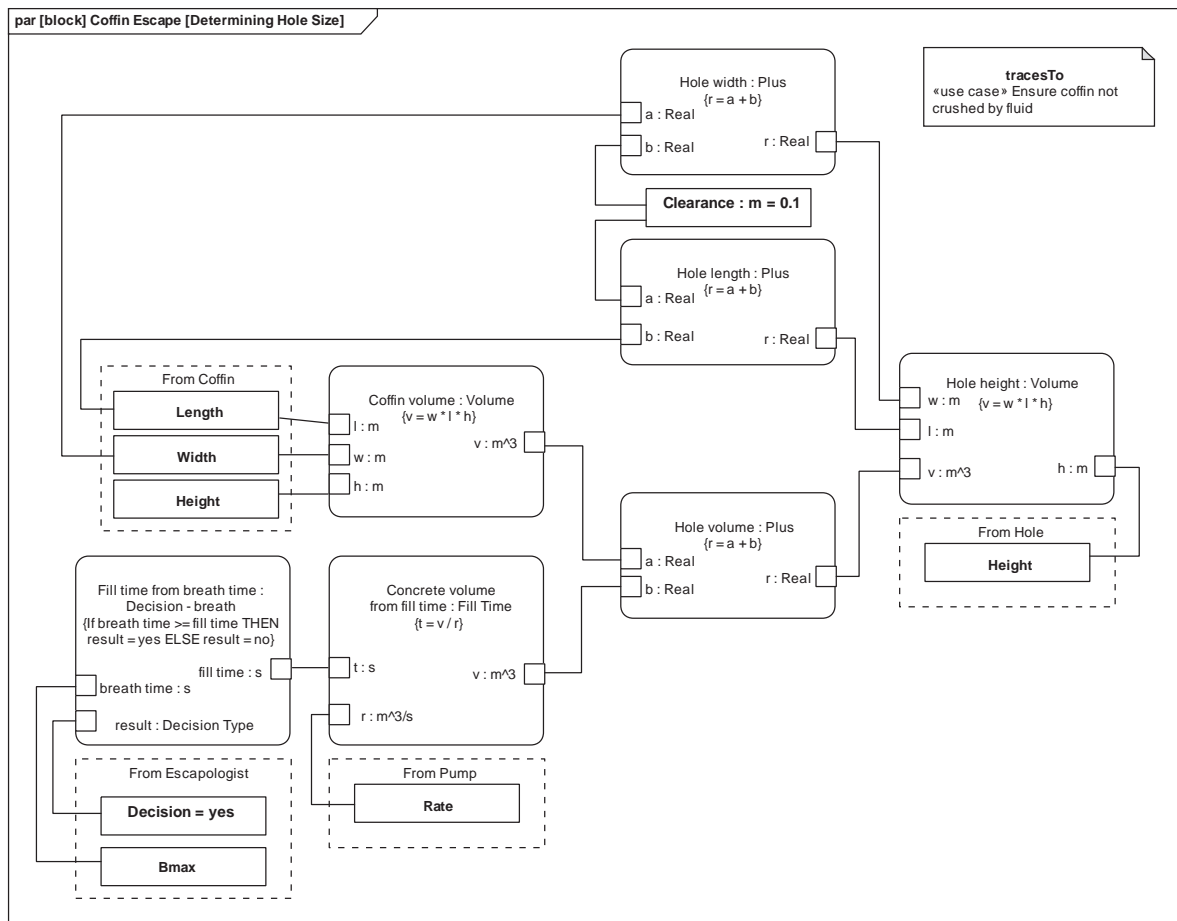 par [block] Coffin Escape [Determining Hole Size]
Hole width : Plus
{r = a + b}
a : Real
b : Real
r : Real
tracesTo
«use case» Ensure coffin not
crushed by fluid
Clearance : m = 0.1
Hole length : Plus
{r = a + b}
a : Real
b : Real
r : Real
From Coffin
Length
Width
Height
Coffin volume : Volume
{v = w * l * h}
l : m
w : m
h : m
v : m^3
Hole height : Volume
{v = w * l * h}
w : m
l : m
v : m^3
h : m
Hole volume : Plus
{r = a + b}
a : Real
b : Real
r : Real
From Hole
Height
Fill time from breath time :
Decision - breath
{If breath time >= fill time THEN
result = yes ELSE result = no}
fill time : s
breath time : s
result : Decision Type
Concrete volume
from fill time : Fill Time
{t = v / r}
t : s
v : m^3
r : m^3/s
From Escapologist
Decision = yes
Bmax
From Pump
Rate